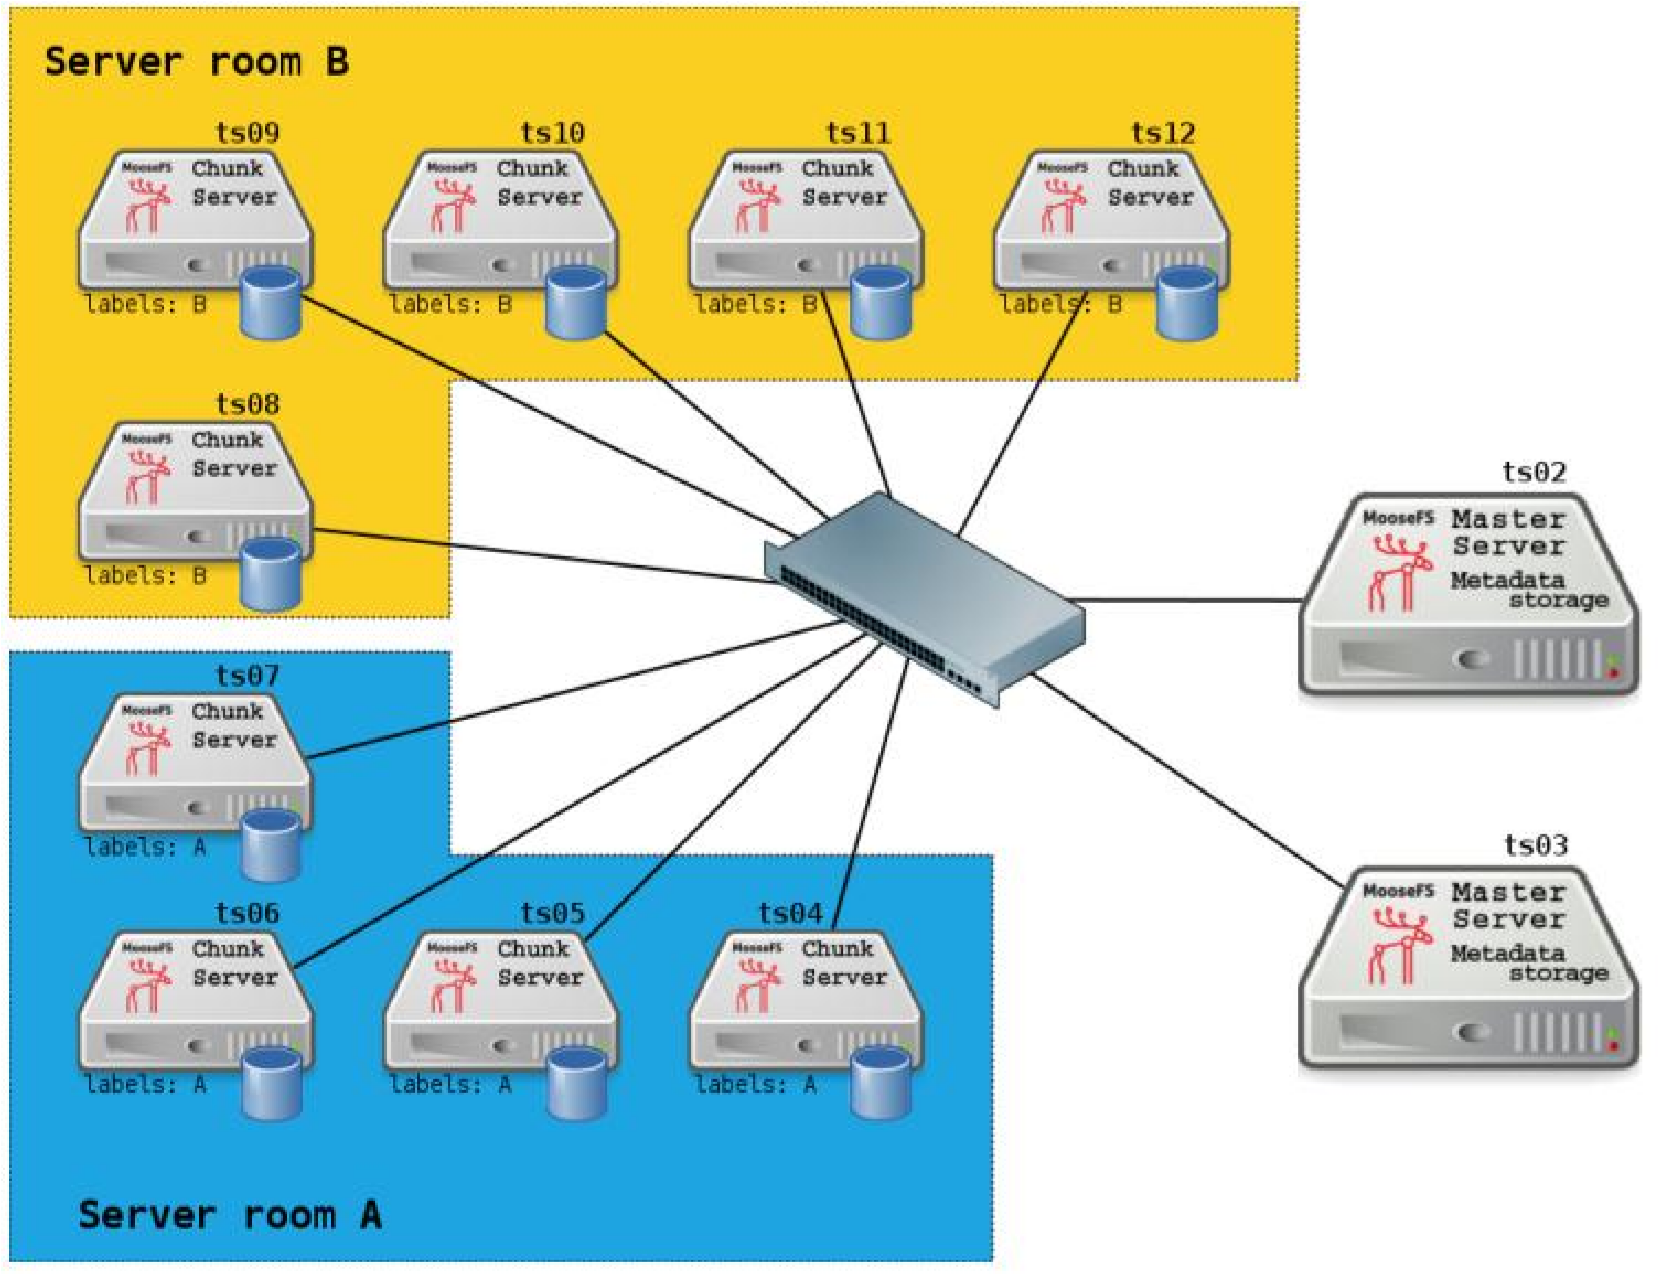 Server room B
ts09
MooseFS Chunk
Server
labels: B
ts10
MooseFS Chunk
Server
labels: B
ts11
MooseFS Chunk
Server
labels: B
ts12
MooseFS Chunk
Server
labels: B
ts08
MooseFS Chunk
Server
labels: B
ts02
MooseFS Master
Server
Metadata
storage
ts07
MooseFS Chunk
Server
labels: A
ts03
MooseFS Master
Server
Metadata
storage
ts06
MooseFS Chunk
Server
labels: A
ts05
MooseFS Chunk
Server
labels: A
ts04
MooseFS Chunk
Server
labels: A
Server room A